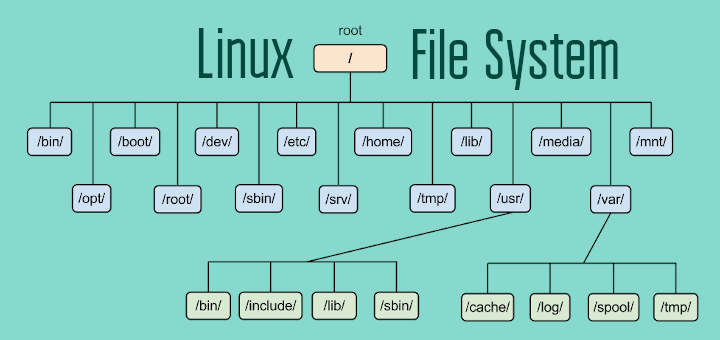 root
Linux / File System
/bin/ /boot/ /dev/ /etc/ /home/ /lib/ /media/ /mnt/
/opt/ /root/ /sbin/ /srv/ /tmp/ /usr/ /var/
/bin/ /include/ /lib/ /sbin/ /cache/ /log/ /spool/ /tmp/